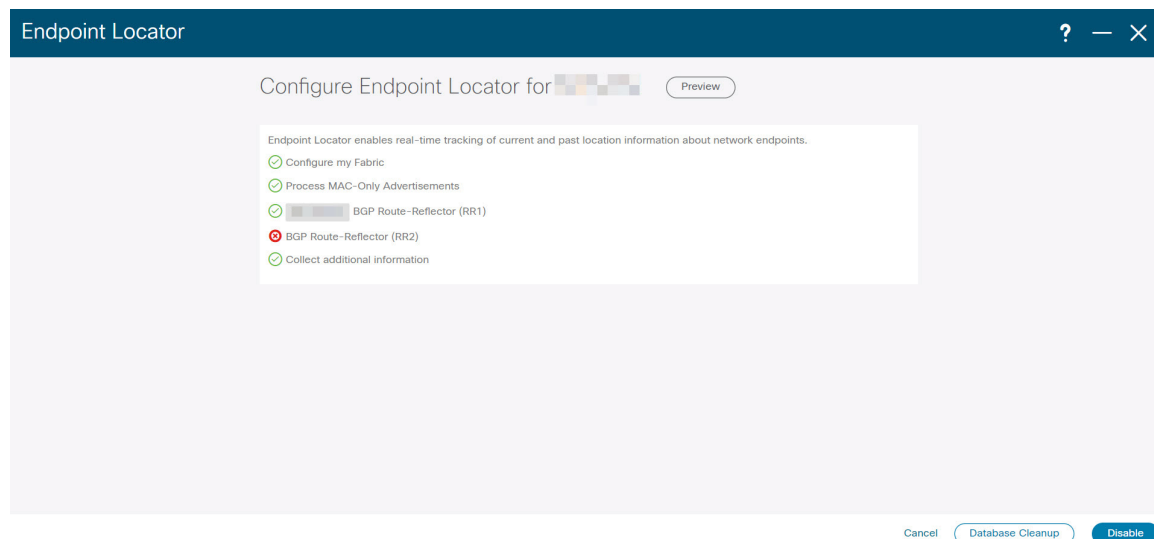 Endpoint Locator ?
Configure Endpoint Locator for Preview
Endpoint Locator enables real-time tracking of current and past location information about network endpoints.
Configure my Fabric
Process MAC-Only Advertisements
BGP Route-Reflector (RR1)
BGP Route-Reflector (RR2)
Collect additional information
Cancel Database Cleanup Disable